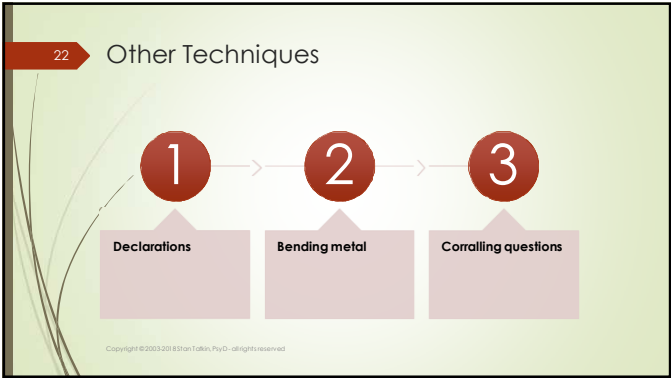 22
Other Techniques
1
2
3
Declarations
Bending metal
Corralling questions
Copyright ©2003-2018 Stan Tatkin, PsyD - all rights reserved